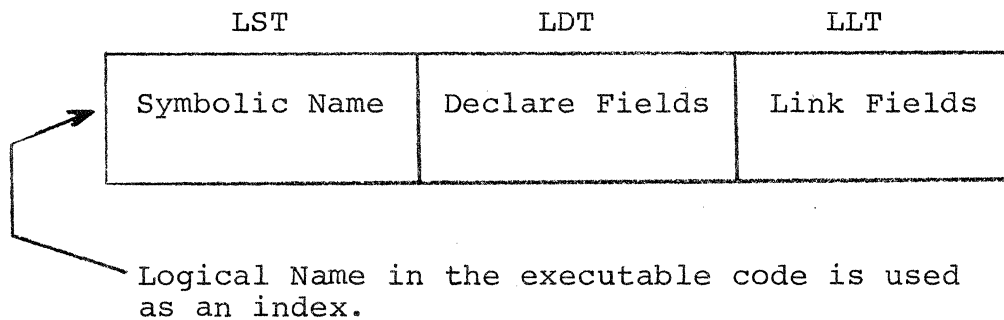 LST LDT LLT
Symbolic Name Declare Fields Link Fields
Logical Name in the executable code is used
as an index.